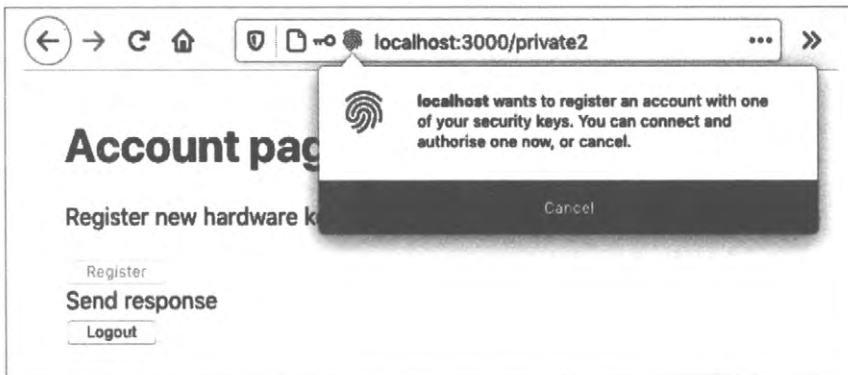 localhost:3000/private2
localhost wants to register an account with one
of your security keys. You can connect and
authorise one now, or cancel.
Cancel
Account pag
Register new hardware k
Register
Send response
Logout